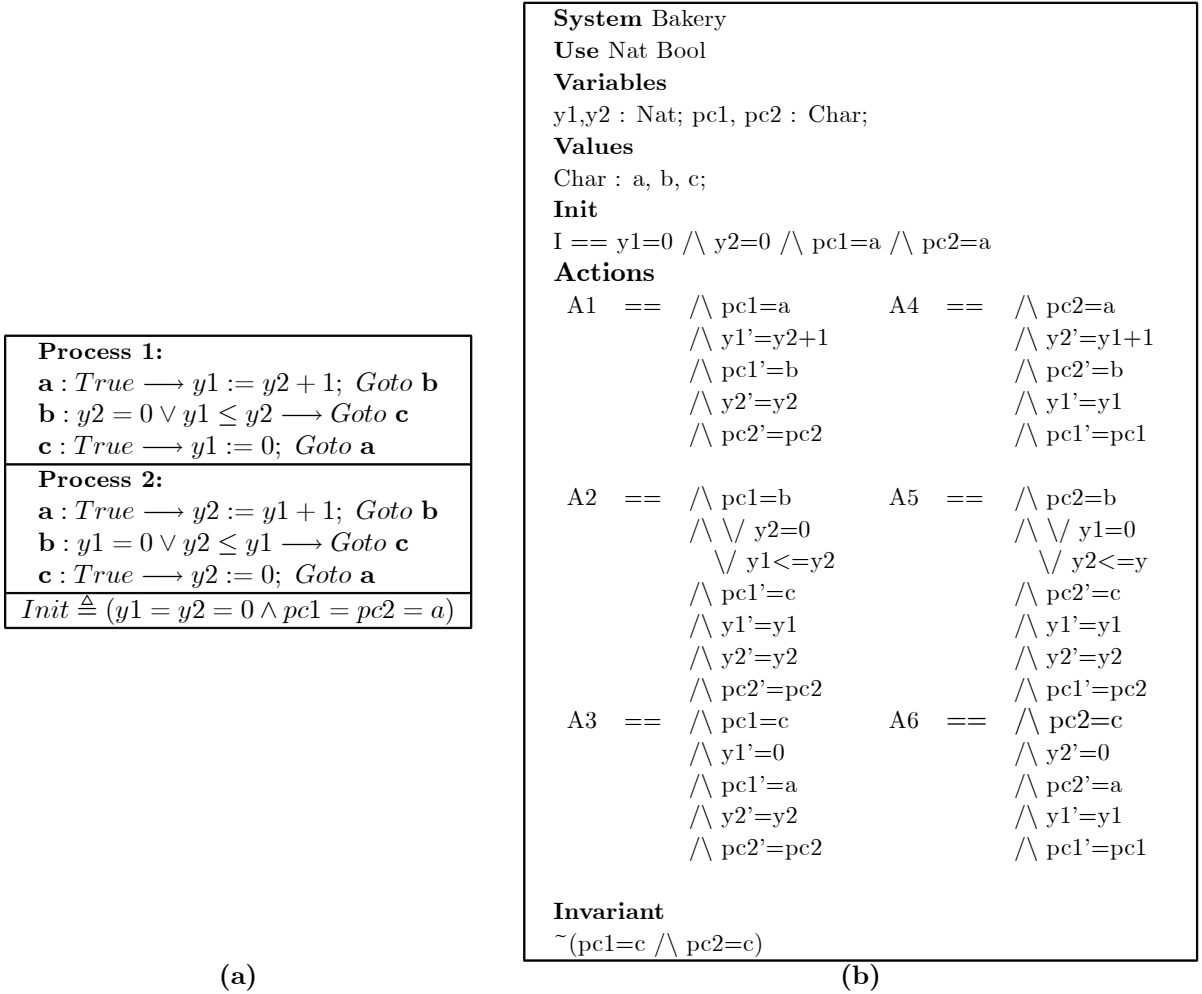 Process 1:
a : True ⟶ y1 := y2 + 1; Goto b
b : y2 = 0 ∨ y1 ≤ y2 ⟶ Goto c
c : True ⟶ y1 := 0; Goto a
Process 2:
a : True ⟶ y2 := y1 + 1; Goto b
b : y1 = 0 ∨ y2 ≤ y1 ⟶ Goto c
c : True ⟶ y2 := 0; Goto a
Init ≜ (y1 = y2 = 0 ∧ pc1 = pc2 = a)
(a)
System Bakery
Use Nat Bool
Variables
y1,y2 : Nat; pc1, pc2 : Char;
Values
Char : a, b, c;
Init
I == y1=0 /\ y2=0 /\ pc1=a /\ pc2=a
Actions
A1 == /\ pc1=a A4 == /\ pc2=a
/\ y1'=y2+1 /\ y2'=y1+1
/\ pc1'=b /\ pc2'=b
/\ y2'=y2 /\ y1'=y1
/\ pc2'=pc2 /\ pc1'=pc1
A2 == /\ pc1=b A5 == /\ pc2=b
/\ \/ y2=0 /\ \/ y1=0
\/ y1<=y2 \/ y2<=y
/\ pc1'=c /\ pc2'=c
/\ y1'=y1 /\ y1'=y1
/\ y2'=y2 /\ y2'=y2
/\ pc2'=pc2 /\ pc1'=pc2
A3 == /\ pc1=c A6 == /\ pc2=c
/\ y1'=0 /\ y2'=0
/\ pc1'=a /\ pc2'=a
/\ y2'=y2 /\ y1'=y1
/\ pc2'=pc2 /\ pc1'=pc1
Invariant
~(pc1=c /\ pc2=c)
(b)